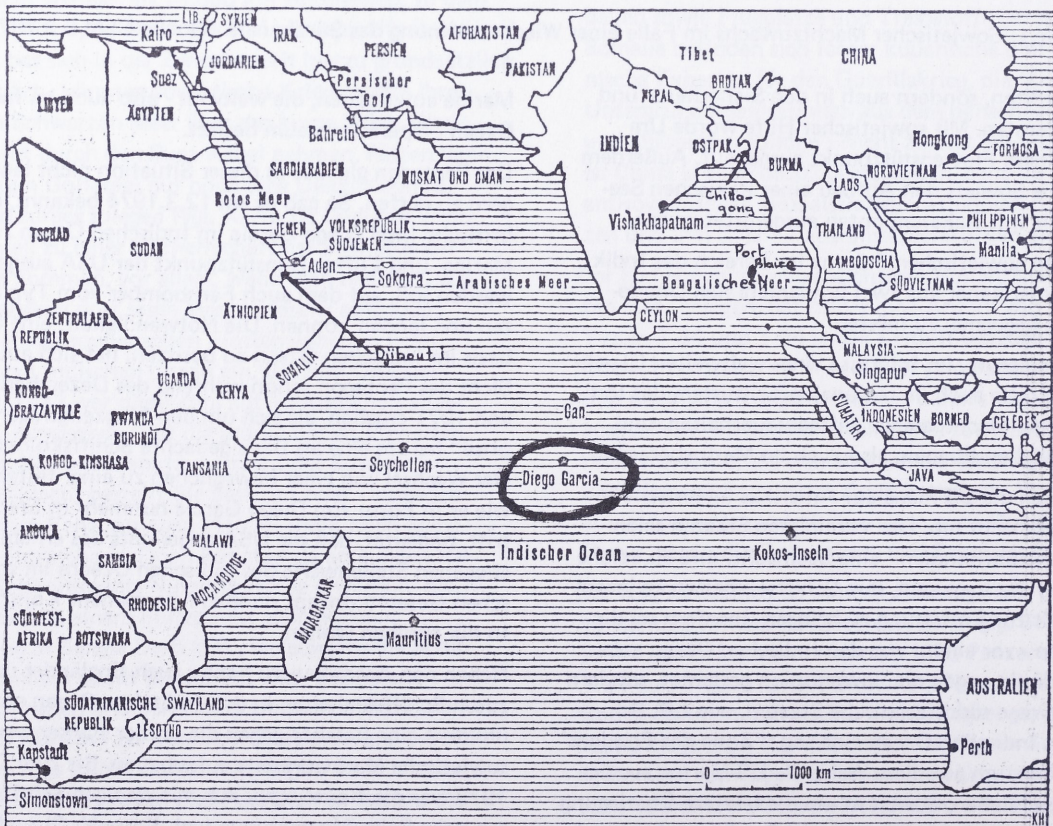 LIB.
SYRIEN
Kairo
IRAK
PERSIEN
AFGHANISTAN
Tibet
CHINA
JORDANIEN
Suez
PAKISTAN
Persischer
Golf
NEPAL
BHOTAN
LIBYEN
ÄGYPTEN
Bahrein
INDIEN
OSTPAK.
BURMA
Hongkong
FORMOSA
SAUDIARABIEN
MOSKAT UND OMAN
NORDVIETNAM
LAOS
Rotes Meer
Chitagong
Vishakhapatnam
PHILIPPINEN
TSCHAD
SUDAN
JEMEN
VOLKSREPUBLIK
SÜDJEMEN
THAILAND
Manila
Aden
Sokotra
Port
Blaire
KAMBODSCHA
Arabisches Meer
Bengalisches Meer
SÜDVIETNAM
ÄTHIOPIEN
CEYLON
ZENTRALAFR.
REPUBLIK
SOMALIA
Djibouti
MALAYSIA
Singapur
UGANDA
KENYA
KONGO-
BRAZZAVILLE
Gan
SUMATRA
INDONESIEN
BORNEO
CELEBES
RWANDA
BURUNDI
KONGO-KINSHASA
TANSANIA
Seychellen
Diego Garcia
JAVA
ANGOLA
MALAWI
Indischer Ozean
Kokos-Inseln
SAMBIA
MOÇAMBIQUE
RHODESIEN
MADAGASKAR
SÜDWEST-
AFRIKA
BOTSWANA
Mauritius
SÜDAFRIKANISCHE
REPUBLIK
SWAZILAND
LESOTHO
AUSTRALIEN
Kapstadt
Perth
0 1000 km
Simonstown
KH